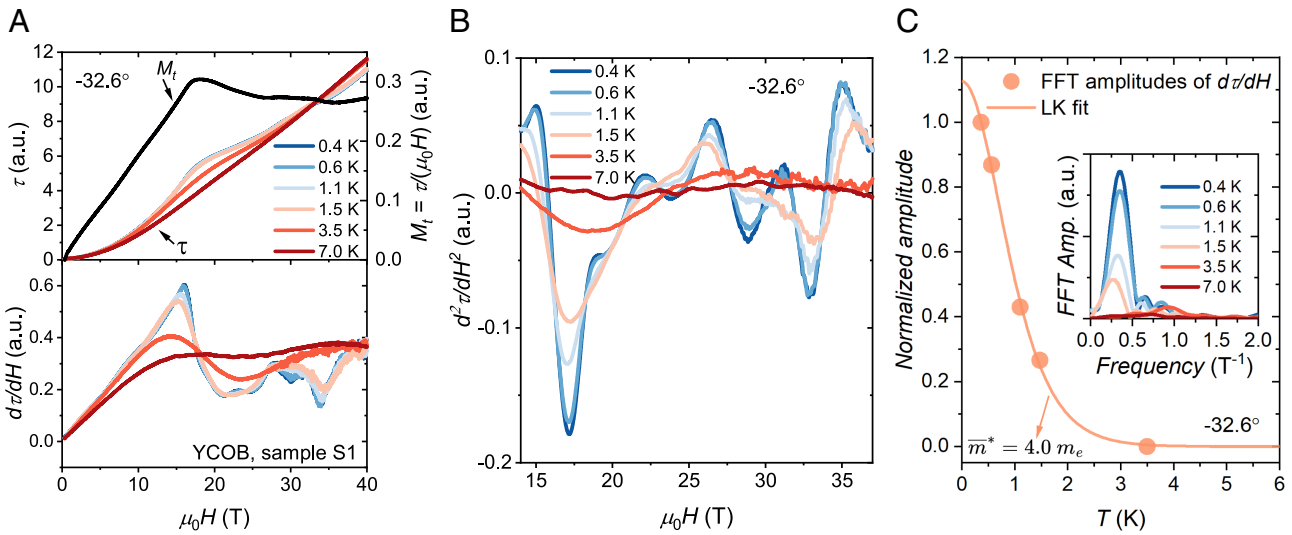 A
-32.6°
M_t
τ
0.4 K
0.6 K
1.1 K
1.5 K
3.5 K
7.0 K
12
10
8
6
4
2
0
τ (a.u.)
0.3
0.2
0.1
0.0
M_t = τ/(μ₀H) (a.u.)
0.6
0.4
0.2
0.0
dτ/dH (a.u.)
YCOB, sample S1
0 10 20 30 40
μ₀H (T)
B
0.4 K
0.6 K
1.1 K
1.5 K
3.5 K
7.0 K
-32.6°
0.1
0.0
-0.1
-0.2
d²τ/dH² (a.u.)
15 20 25 30 35
μ₀H (T)
C
FFT amplitudes of dτ/dH
LK fit
1.2
1.0
0.8
0.6
0.4
0.2
0.0
Normalized amplitude
0.4 K
0.6 K
1.1 K
1.5 K
3.5 K
7.0 K
FFT Amp. (a.u.)
0.0 0.5 1.0 1.5 2.0
Frequency (T⁻¹)
-32.6°
m̅* = 4.0 mₑ
0 1 2 3 4 5 6
T (K)